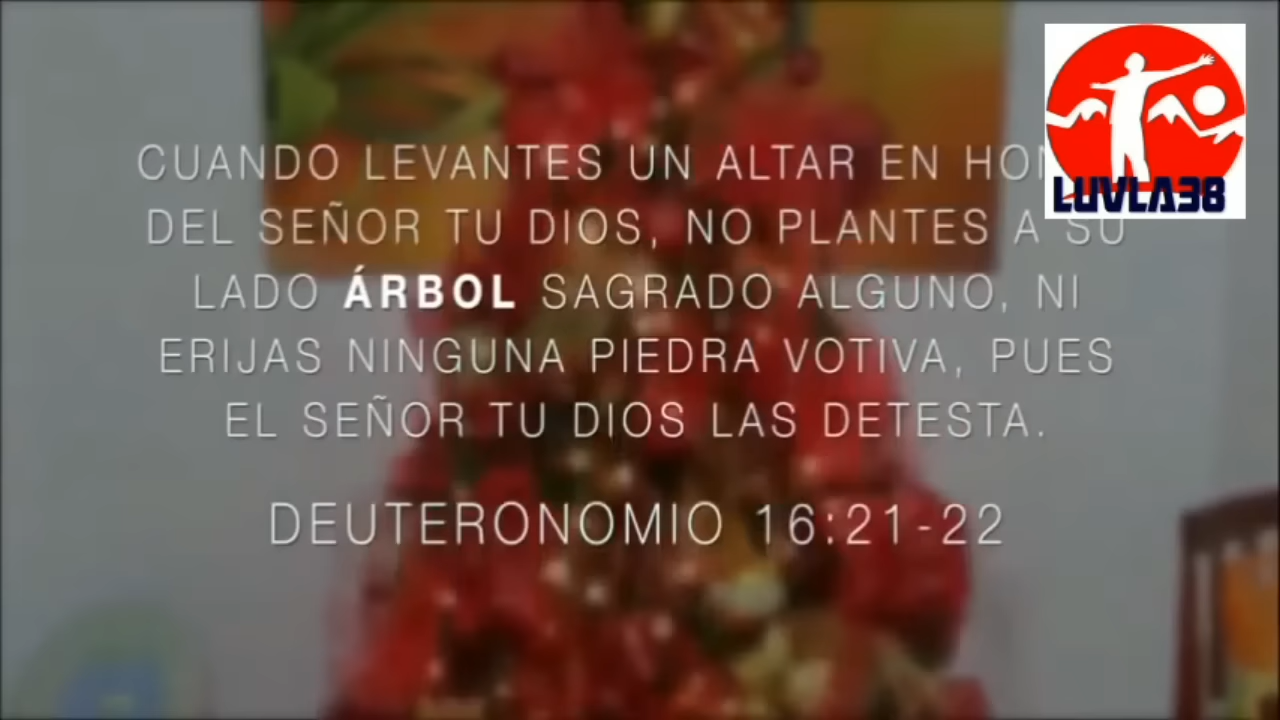 CUANDO LEVANTES UN ALTAR EN
DEL SEÑOR TU DIOS, NO PLANTES A SU
LADO ÁRBOL SAGRADO ALGUNO, NI
ERIJAS NINGUNA PIEDRA VOTIVA, PUES
EL SEÑOR TU DIOS LAS DETESTA.
DEUTERONOMIO 16:21-22
LUVLA38